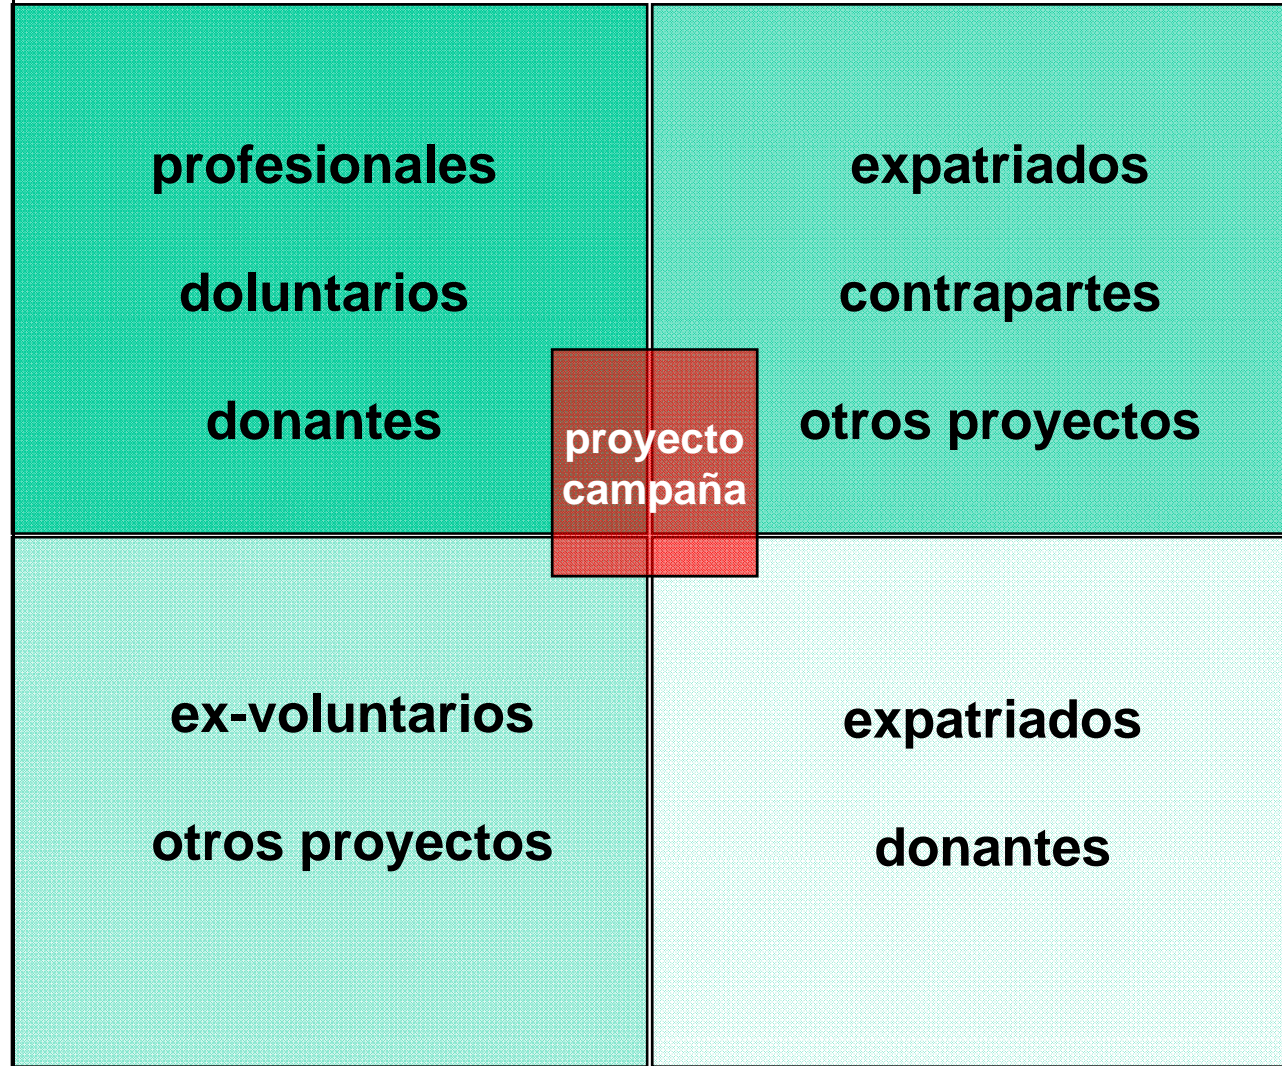 profesionales
doluntarios
donantes
expatriados
contrapartes
otros proyectos
proyecto
campaña
ex-voluntarios
otros proyectos
expatriados
donantes